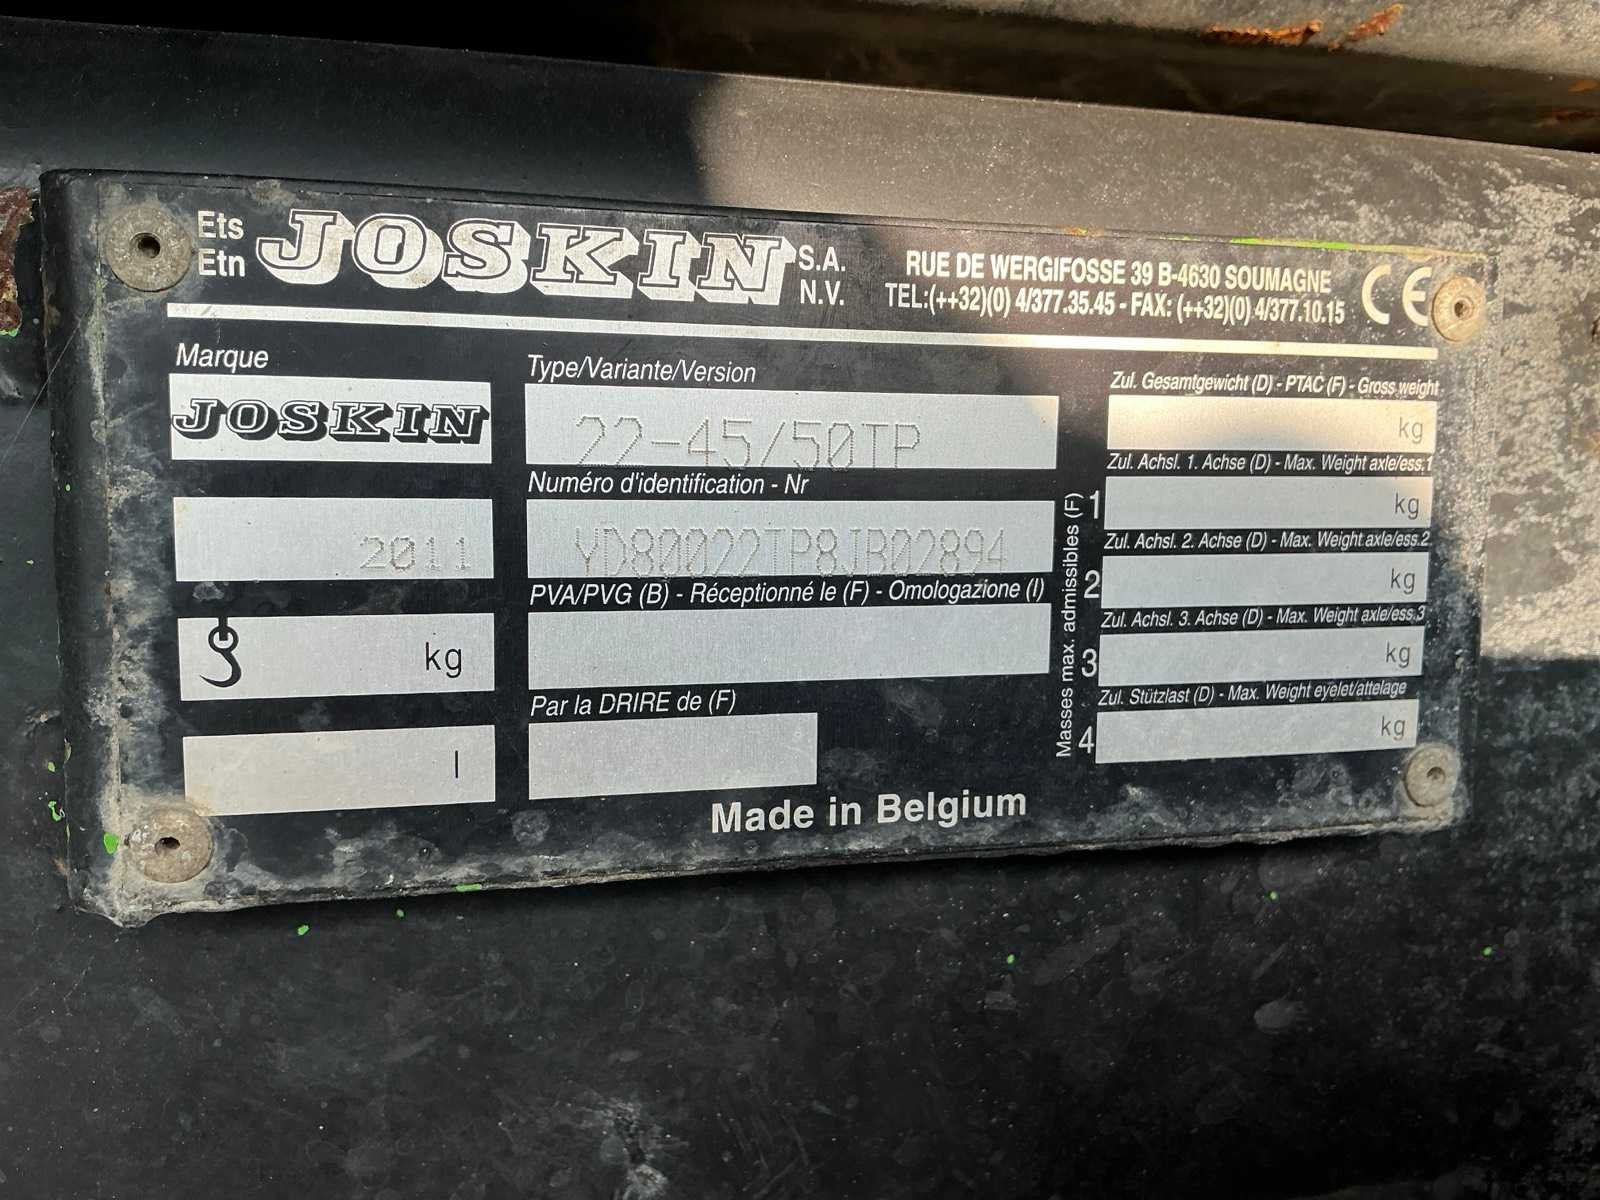 Ets
Etn
JOSKIN S.A.
N.V.
RUE DE WERGIFOSSE 39 B-4630 SOUMAGNE
TEL:(++32)(0) 4/377.35.45 - FAX: (++32)(0) 4/377.10.15
CE
Marque
JOSKIN
2011
kg
l
Type/Variante/Version
22-45/50TP
Numéro d'identification - Nr
YD80022TP8JB02894
PVA/PVG (B) - Réceptionné le (F) - Omologazione (I)
Par la DRIRE de (F)
Made in Belgium
Masses max. admissibles (F)
Zul. Gesamtgewicht (D) - PTAC (F) - Gross weight
kg
Zul. Achsl. 1. Achse (D) - Max. Weight axle/ess.1
1 kg
Zul. Achsl. 2. Achse (D) - Max. Weight axle/ess.2
2 kg
Zul. Achsl. 3. Achse (D) - Max. Weight axle/ess.3
3 kg
Zul. Stützlast (D) - Max. Weight eyelet/attelage
4 kg